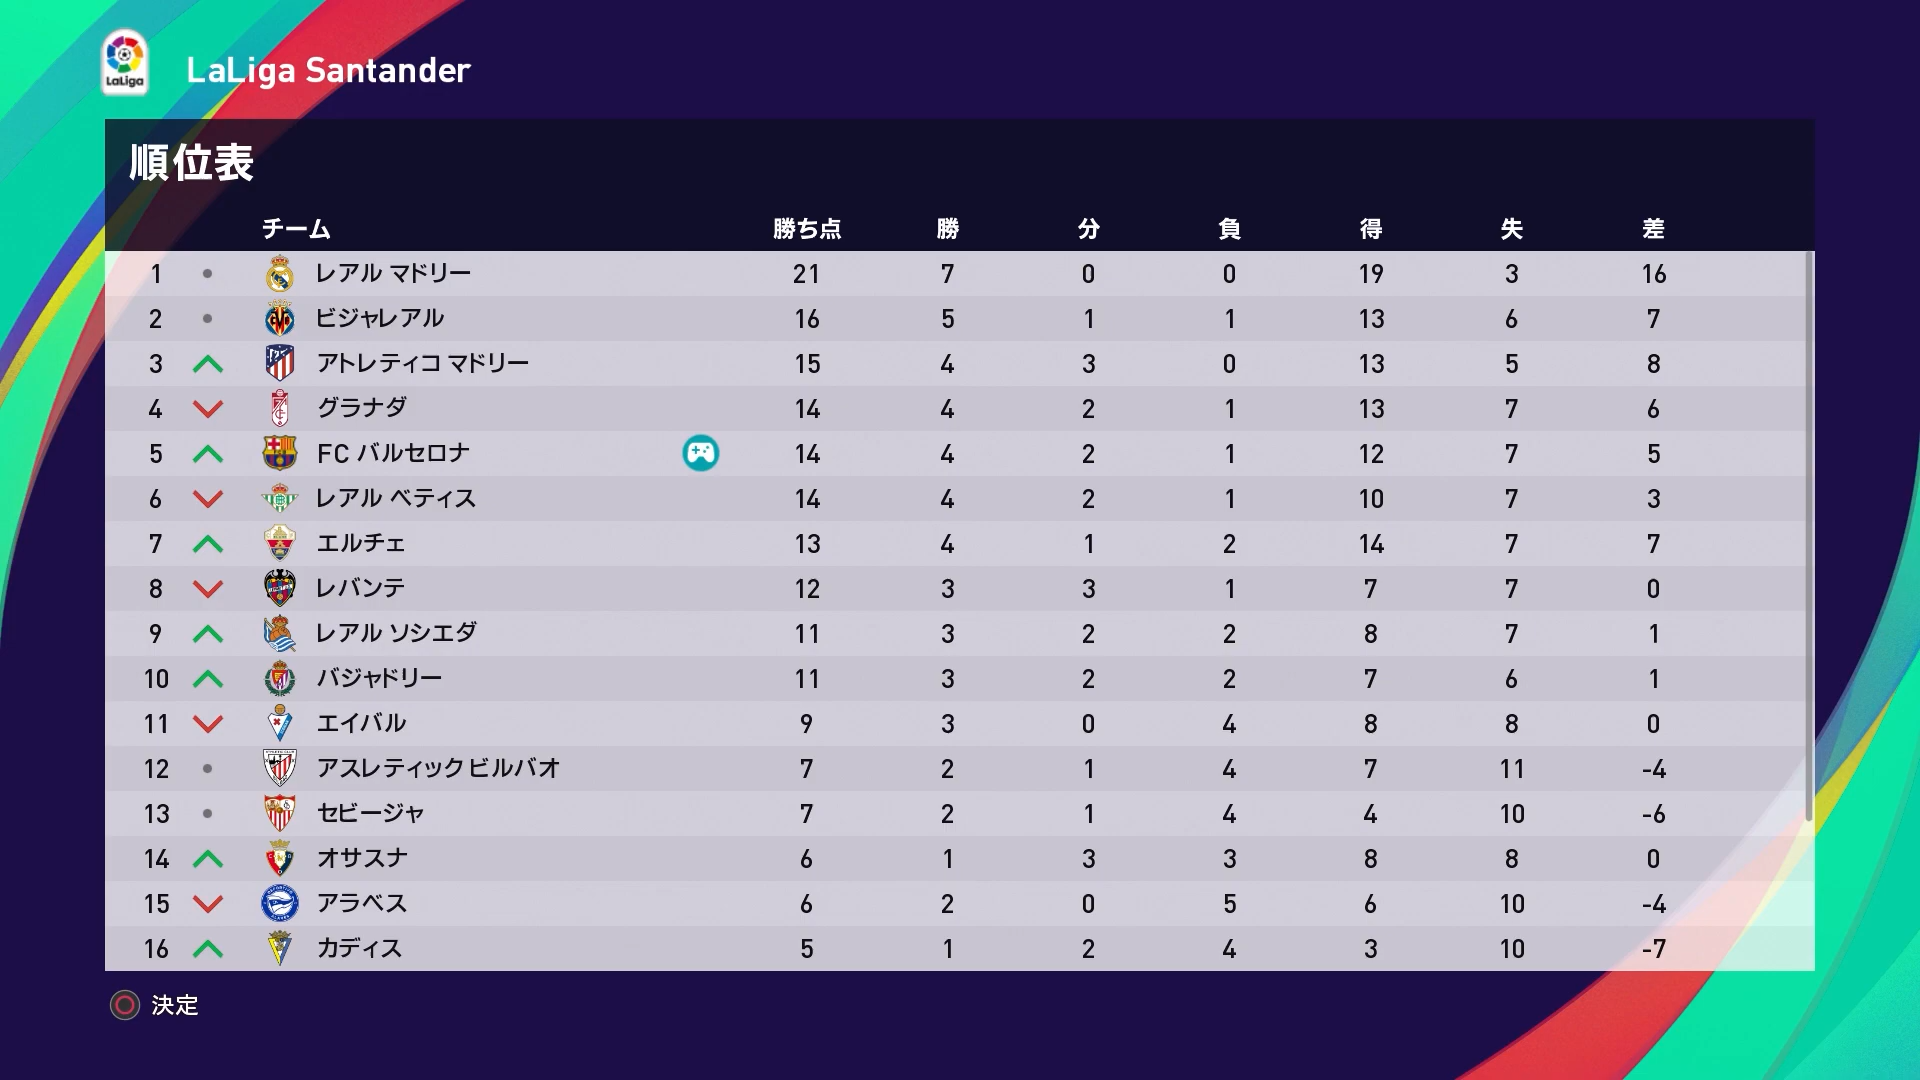 LaLiga
LaLiga Santander
順位表
チーム 勝ち点 勝 分 負 得 失 差
1 レアル マドリー 21 7 0 0 19 3 16
2 ビジャレアル 16 5 1 1 13 6 7
3 アトレティコ マドリー 15 4 3 0 13 5 8
4 グラナダ 14 4 2 1 13 7 6
5 FC バルセロナ 14 4 2 1 12 7 5
6 レアル ベティス 14 4 2 1 10 7 3
7 エルチェ 13 4 1 2 14 7 7
8 レバンテ 12 3 3 1 7 7 0
9 レアル ソシエダ 11 3 2 2 8 7 1
10 バジャドリー 11 3 2 2 7 6 1
11 エイバル 9 3 0 4 8 8 0
12 アスレティック ビルバオ 7 2 1 4 7 11 -4
13 セビージャ 7 2 1 4 4 10 -6
14 オサスナ 6 1 3 3 8 8 0
15 アラベス 6 2 0 5 6 10 -4
16 カディス 5 1 2 4 3 10 -7
決定